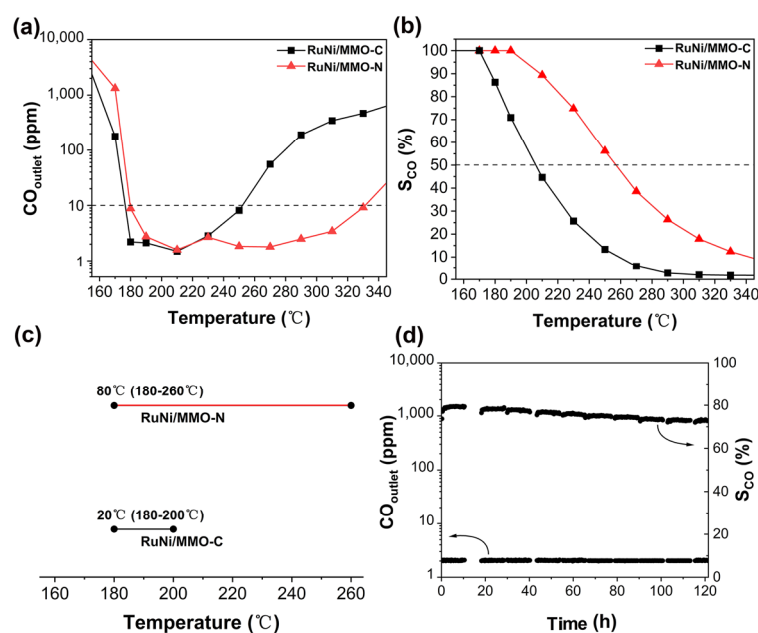 (a)
10,000
1,000
100
10
1
CO_outlet (ppm)
RuNi/MMO-C
RuNi/MMO-N
160 180 200 220 240 260 280 300 320 340
Temperature (℃)
(b)
100
90
80
70
60
50
40
30
20
10
0
S_CO (%)
RuNi/MMO-C
RuNi/MMO-N
160 180 200 220 240 260 280 300 320 340
Temperature (℃)
(c)
80℃ (180-260℃)
RuNi/MMO-N
20℃ (180-200℃)
RuNi/MMO-C
160 180 200 220 240 260
Temperature (℃)
(d)
10,000
1,000
100
10
1
CO_outlet (ppm)
100
80
60
40
20
0
S_CO (%)
0 20 40 60 80 100 120
Time (h)